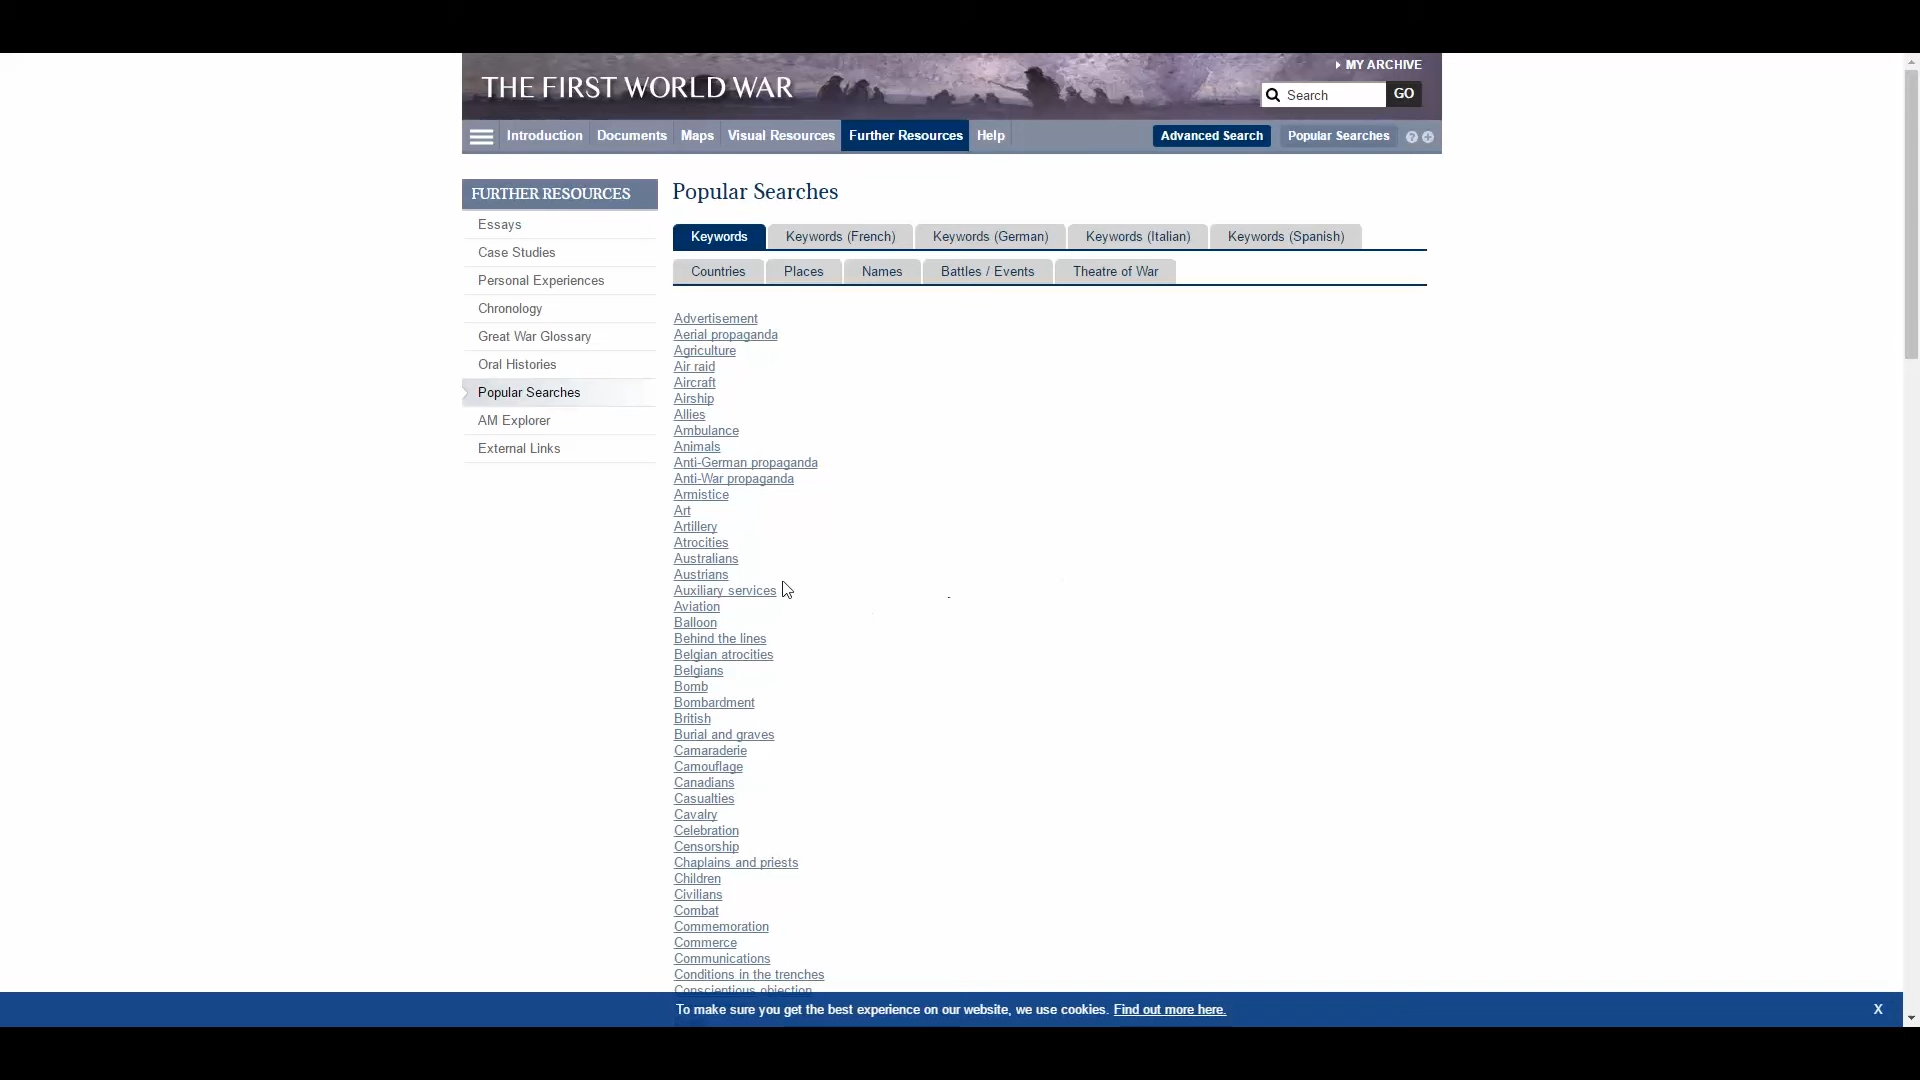 THE FIRST WORLD WAR
MY ARCHIVE
Search
GO
Introduction
Documents
Maps
Visual Resources
Further Resources
Help
Advanced Search
Popular Searches
?
+
FURTHER RESOURCES
Essays
Case Studies
Personal Experiences
Chronology
Great War Glossary
Oral Histories
Popular Searches
AM Explorer
External Links
Popular Searches
Keywords
Keywords (French)
Keywords (German)
Keywords (Italian)
Keywords (Spanish)
Countries
Places
Names
Battles / Events
Theatre of War
Advertisement
Aerial propaganda
Agriculture
Air raid
Aircraft
Airship
Allies
Ambulance
Animals
Anti-German propaganda
Anti-War propaganda
Armistice
Art
Artillery
Atrocities
Australians
Austrians
Auxiliary services
Aviation
Balloon
Behind the lines
Belgian atrocities
Belgians
Bomb
Bombardment
British
Burial and graves
Camaraderie
Camouflage
Canadians
Casualties
Cavalry
Celebration
Censorship
Chaplains and priests
Children
Civilians
Combat
Commemoration
Commerce
Communications
Conditions in the trenches
Conscientious objection
To make sure you get the best experience on our website, we use cookies. Find out more here.
X